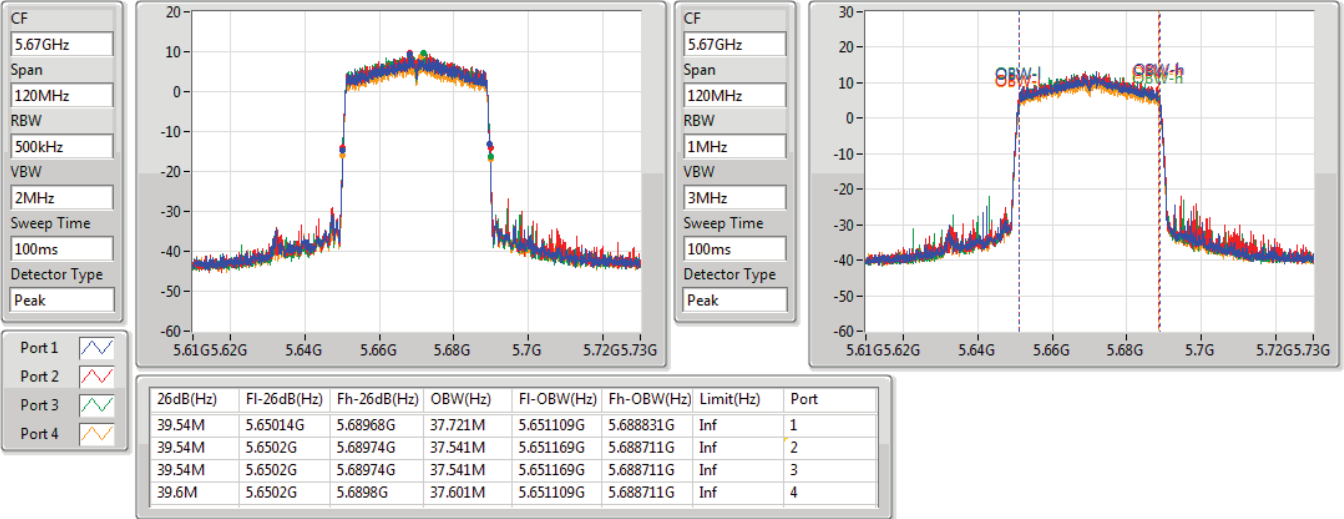 CF
5.67GHz
Span
120MHz
RBW
500kHz
VBW
2MHz
Sweep Time
100ms
Detector Type
Peak
20
10
0
-10
-20
-30
-40
-50
-60
5.61G5.62G 5.64G 5.66G 5.68G 5.7G 5.72G5.73G
CF
5.67GHz
Span
120MHz
RBW
1MHz
VBW
3MHz
Sweep Time
100ms
Detector Type
Peak
30
20
10
0
-10
-20
-30
-40
-50
-60
OBW-l OBW-h
OBW-l OBW-h
5.61G5.62G 5.64G 5.66G 5.68G 5.7G 5.72G5.73G
Port 1
Port 2
Port 3
Port 4
26dB(Hz) Fl-26dB(Hz) Fh-26dB(Hz) OBW(Hz) Fl-OBW(Hz) Fh-OBW(Hz) Limit(Hz) Port
39.54M 5.65014G 5.68968G 37.721M 5.651109G 5.688831G Inf 1
39.54M 5.6502G 5.68974G 37.541M 5.651169G 5.688711G Inf 2
39.54M 5.6502G 5.68974G 37.541M 5.651169G 5.688711G Inf 3
39.6M 5.6502G 5.6898G 37.601M 5.651109G 5.688711G Inf 4